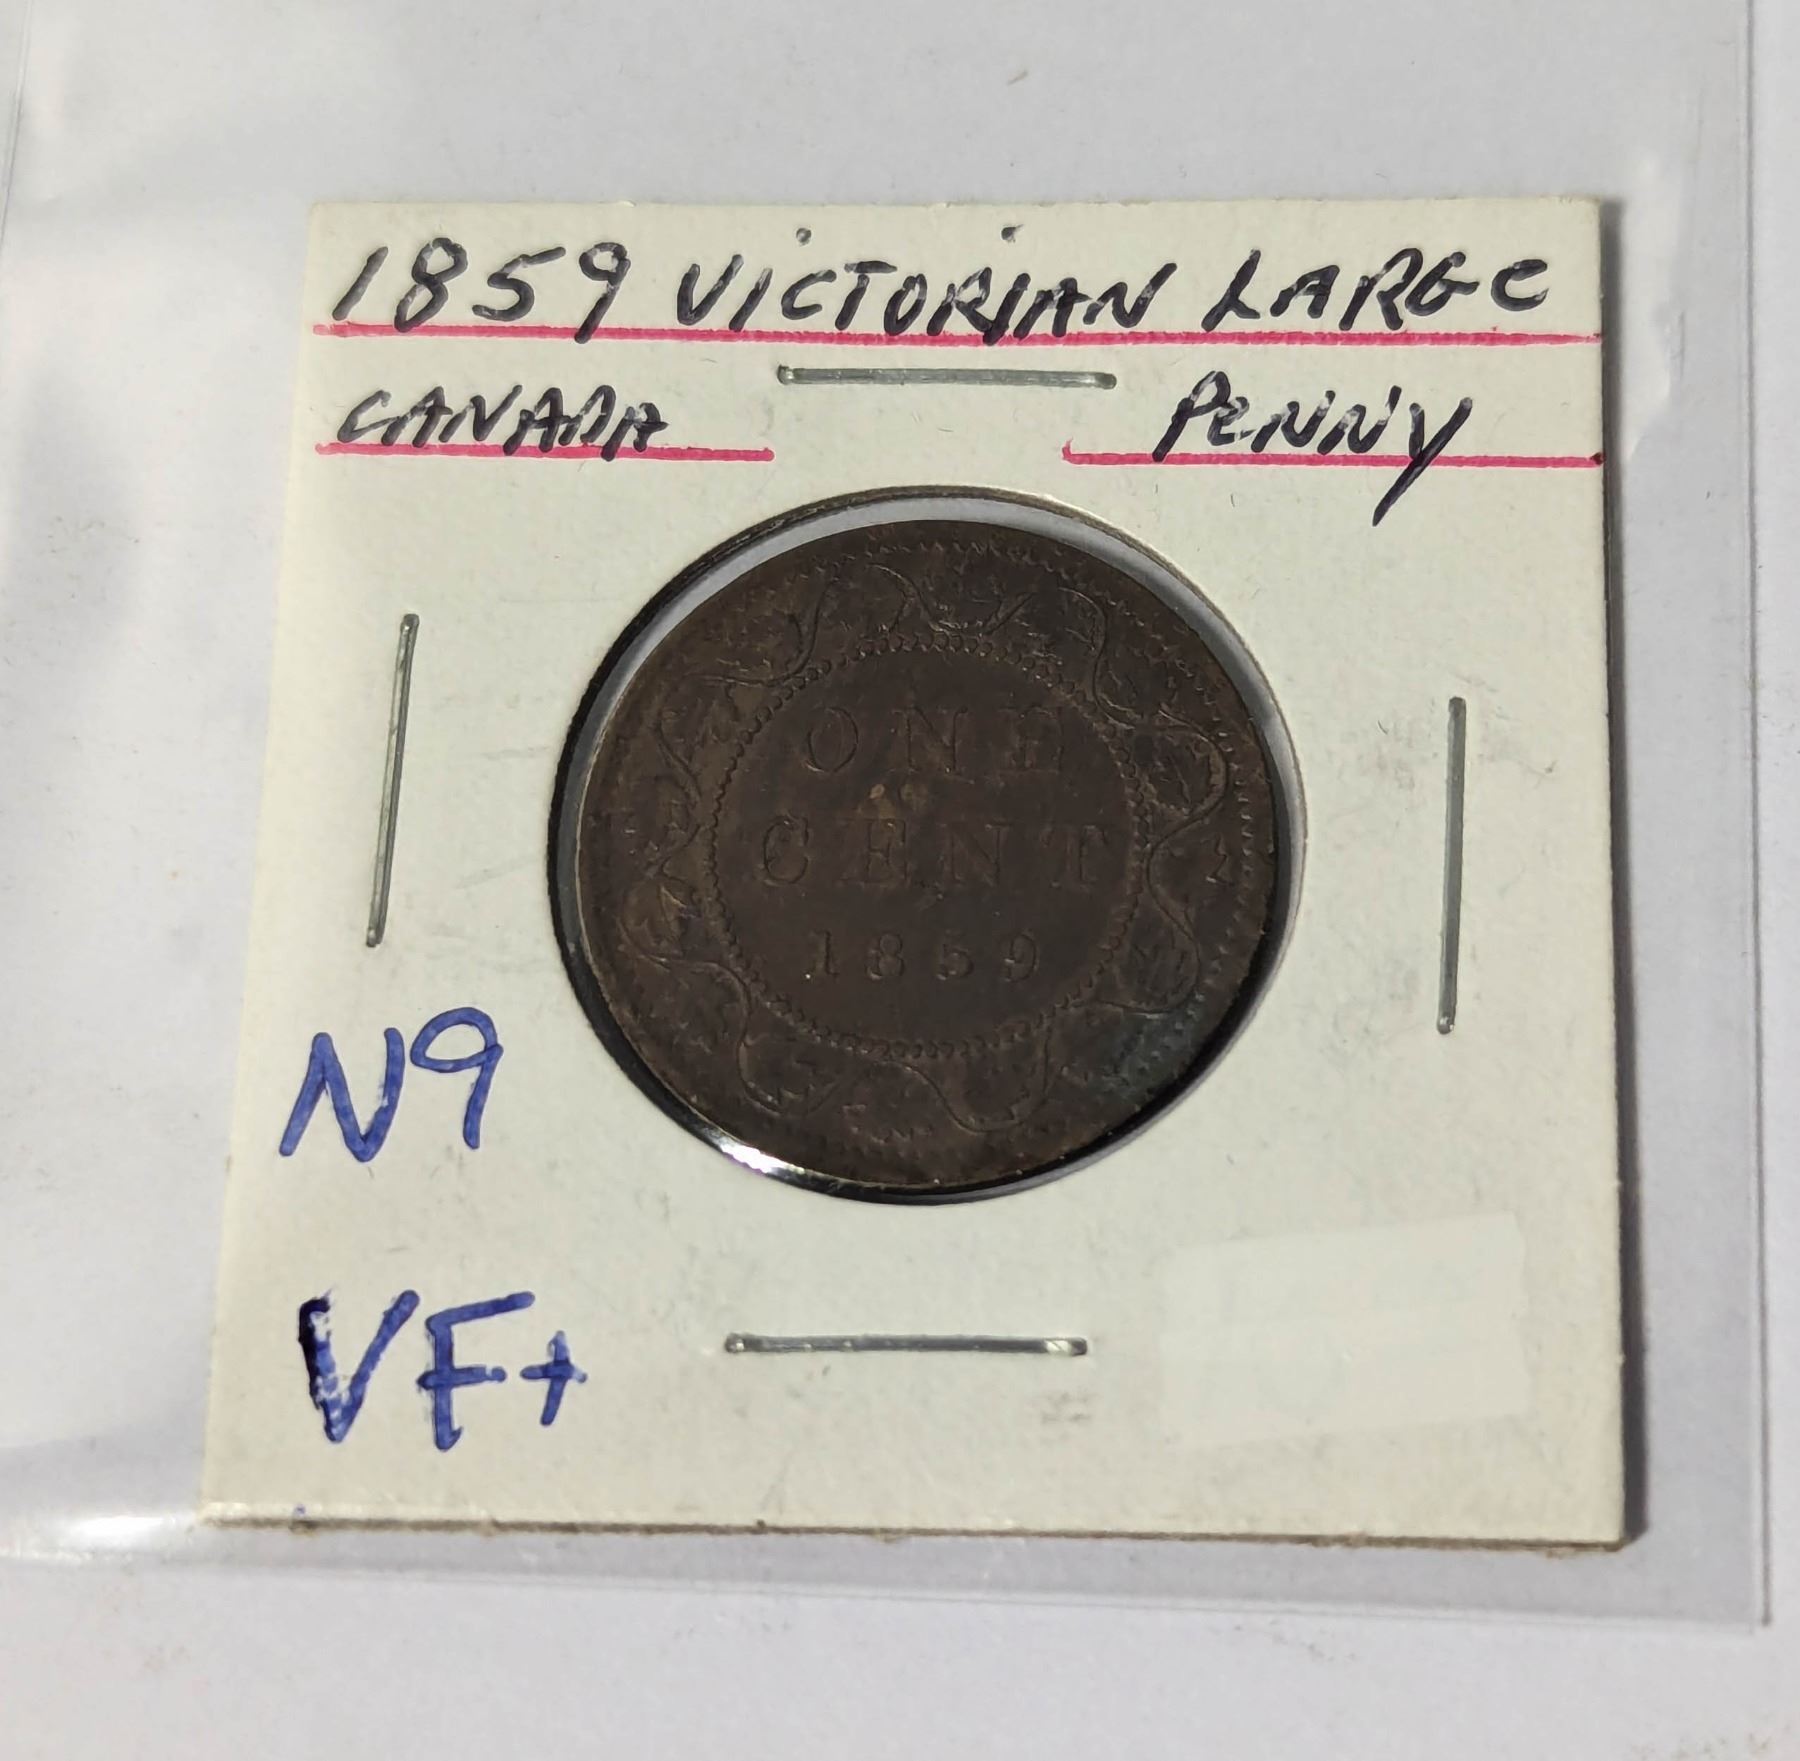 1859 VICTORIAN LARGe
CANADA PeNNy
ONE
CENT
1859
N9
VF+